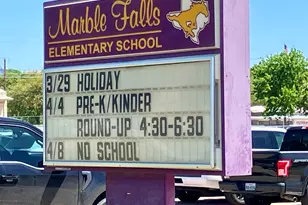 Marble Falls
ELEMENTARY SCHOOL
3/29 HOLIDAY
4/4 PRE-K/KINDER
ROUND-UP 4:30-6:30
4/8 NO SCHOOL